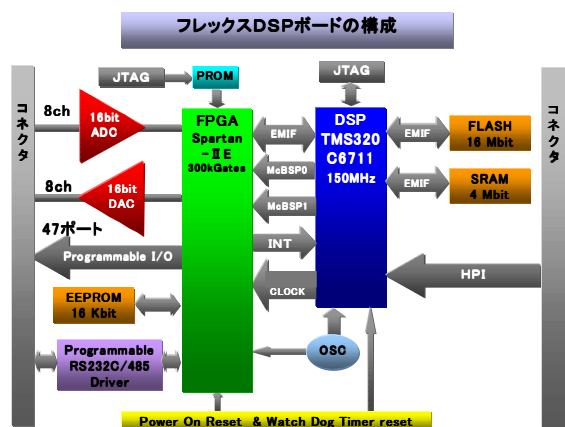 フレックスDSPボードの構成
JTAG
PROM
JTAG
コネクタ
8ch
16bit
ADC
FPGA
Spartan
-ⅡE
300kGates
EMIF
DSP
TMS320
C6711
150MHz
EMIF
FLASH
16 Mbit
コネクタ
McBSP0
8ch
16bit
DAC
McBSP1
EMIF
SRAM
4 Mbit
47ポート
Programmable I/O
INT
HPI
CLOCK
EEPROM
16 Kbit
Programmable
RS232C/485
Driver
OSC
Power On Reset & Watch Dog Timer reset